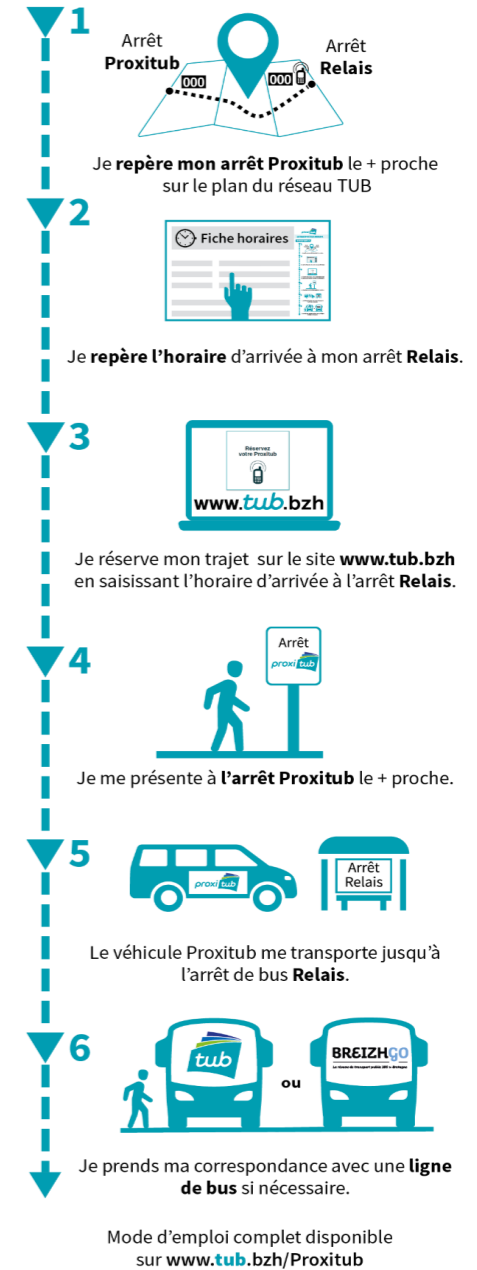 1
Arrêt
Proxitub
Arrêt
Relais
000
000
Je repère mon arrêt Proxitub le + proche
sur le plan du réseau TUB
2
Fiche horaires
Je repère l'horaire d'arrivée à mon arrêt Relais.
3
Réservez
votre Proxitub
www.tub.bzh
Je réserve mon trajet sur le site www.tub.bzh
en saisissant l'horaire d'arrivée à l'arrêt Relais.
4
Arrêt
proxitub
Je me présente à l'arrêt Proxitub le + proche.
5
proxitub
Arrêt
Relais
Le véhicule Proxitub me transporte jusqu'à
l'arrêt de bus Relais.
6
tub
ou
BREIZHGO
Je prends ma correspondance avec une ligne
de bus si nécessaire.
Mode d'emploi complet disponible
sur www.tub.bzh/Proxitub